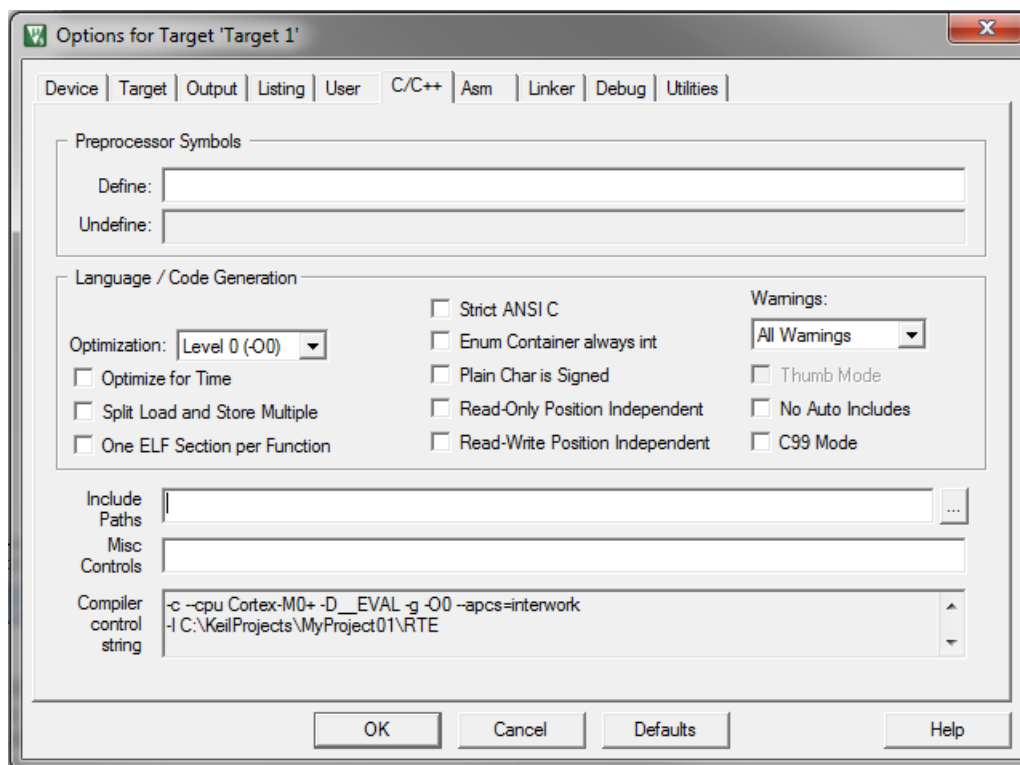 Options for Target 'Target 1'
Device Target Output Listing User C/C++ Asm Linker Debug Utilities
Preprocessor Symbols
Define:
Undefine:
Language / Code Generation
Optimization: Level 0 (-O0)
Optimize for Time
Split Load and Store Multiple
One ELF Section per Function
Strict ANSI C
Enum Container always int
Plain Char is Signed
Read-Only Position Independent
Read-Write Position Independent
Warnings:
All Warnings
Thumb Mode
No Auto Includes
C99 Mode
Include
Paths
...
Misc
Controls
Compiler
control
string
-c --cpu Cortex-M0+ -D__EVAL -g -O0 --apcs=interwork
-I C:\KeilProjects\MyProject01\RTE
OK Cancel Defaults Help